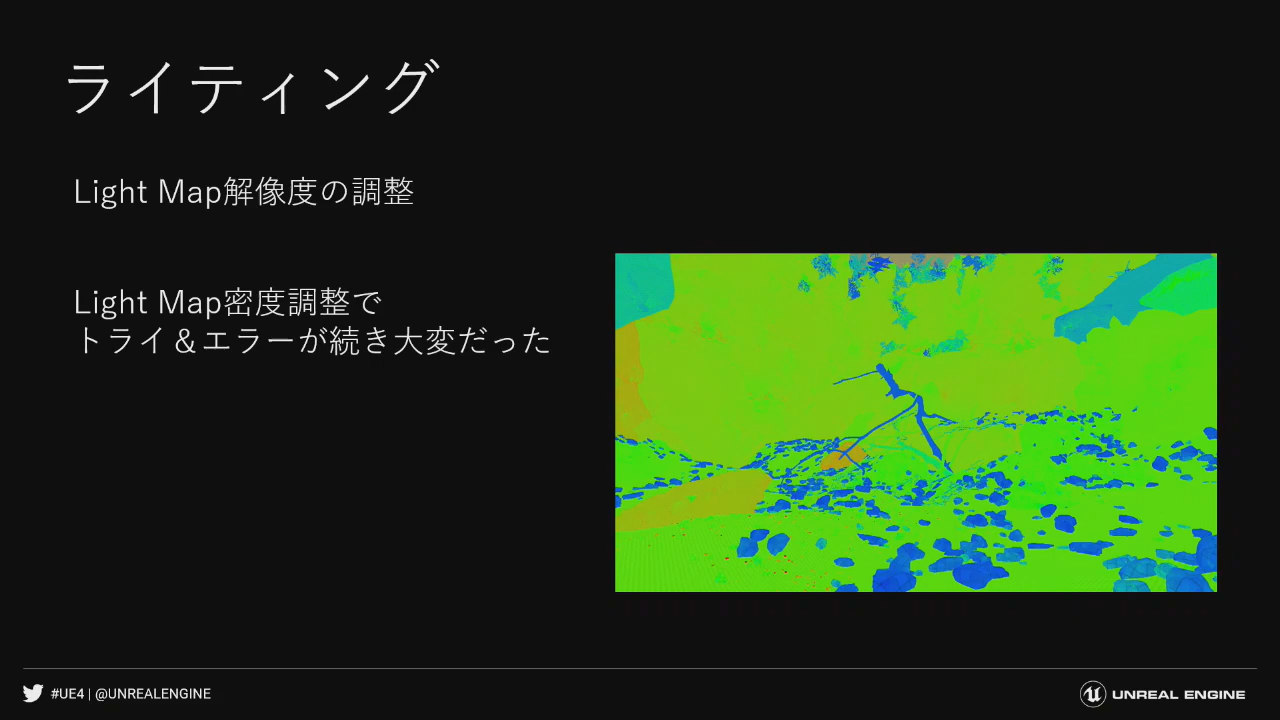 ライティング
Light Map解像度の調整
Light Map密度調整で
トライ＆エラーが続き大変だった
#UE4 | @UNREALENGINE
UNREAL ENGINE